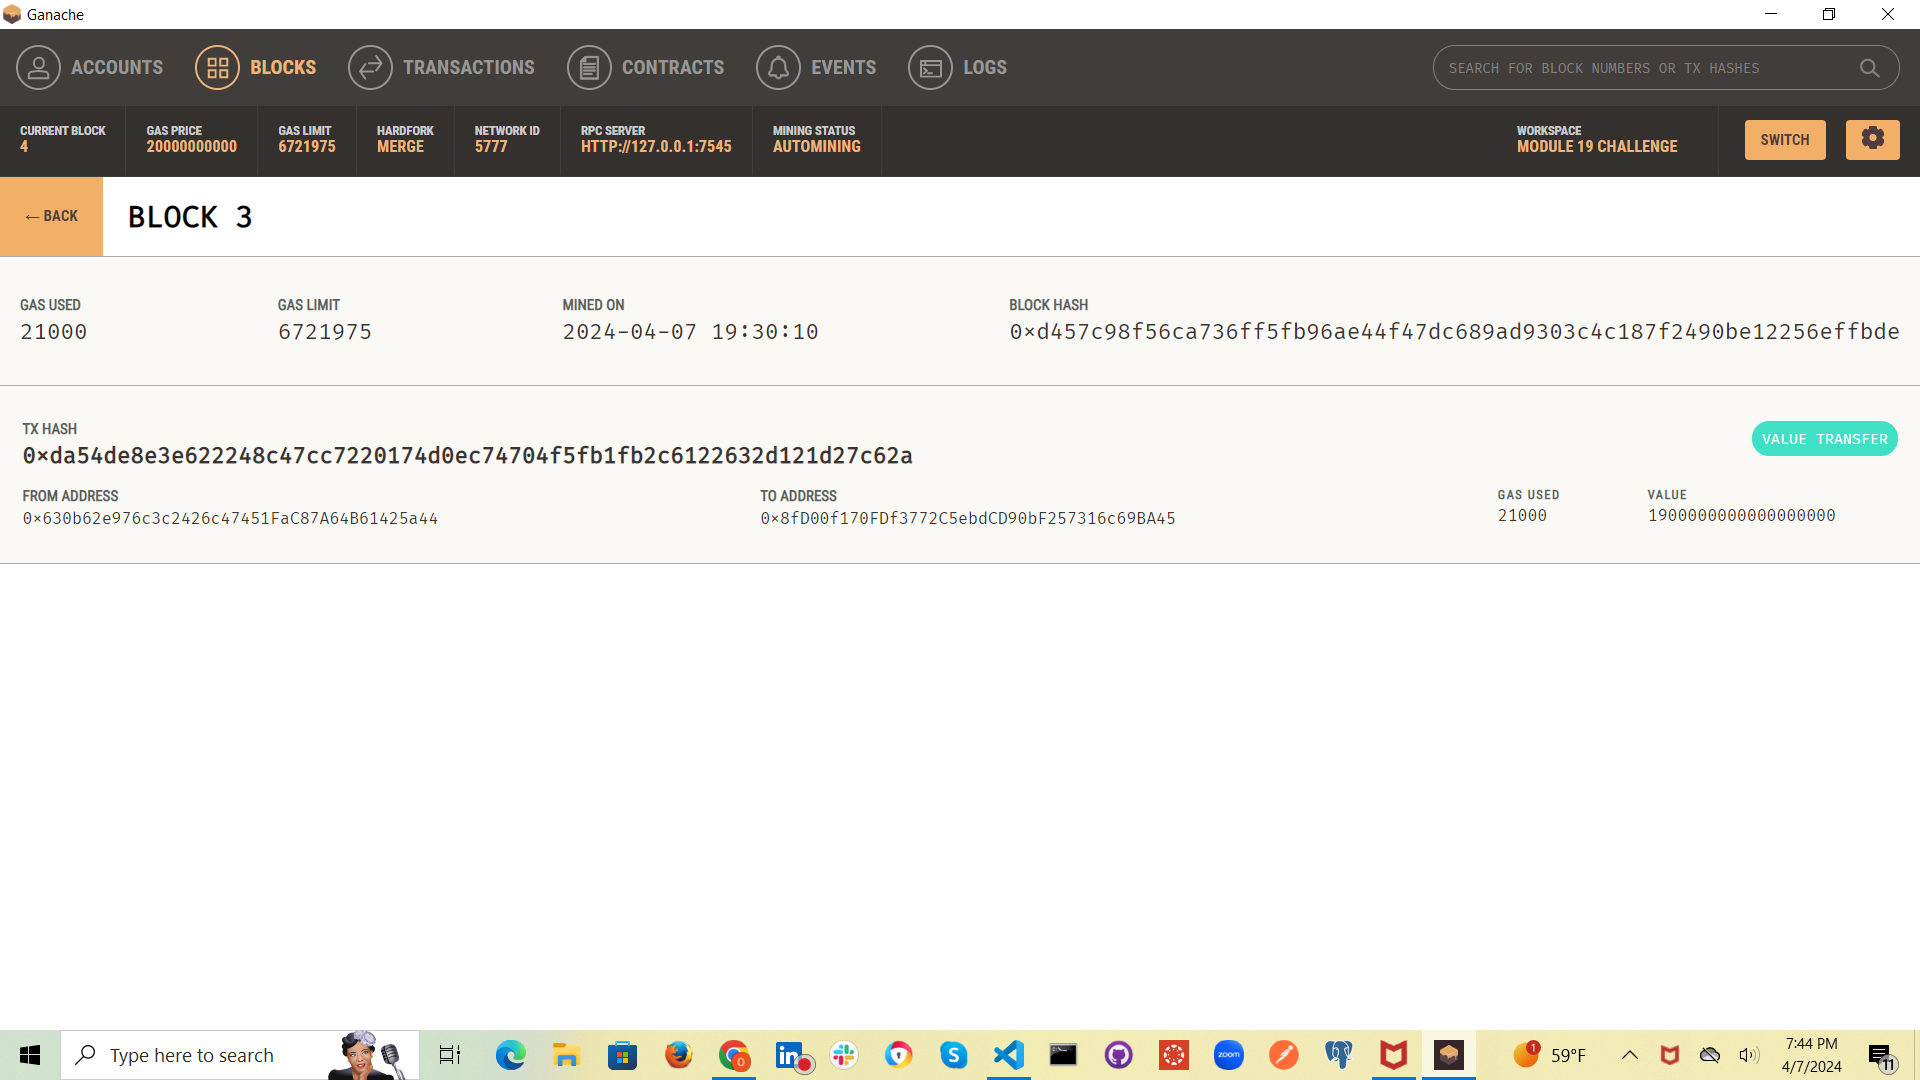 Ganache
ACCOUNTS BLOCKS TRANSACTIONS CONTRACTS EVENTS LOGS SEARCH FOR BLOCK NUMBERS OR TX HASHES
CURRENT BLOCK GAS PRICE GAS LIMIT HARDFORK NETWORK ID RPC SERVER MINING STATUS WORKSPACE
4 20000000000 6721975 MERGE 5777 HTTP://127.0.0.1:7545 AUTOMINING MODULE 19 CHALLENGE SWITCH
← BACK BLOCK 3
GAS USED GAS LIMIT MINED ON BLOCK HASH
21000 6721975 2024-04-07 19:30:10 0×d457c98f56ca736ff5fb96ae44f47dc689ad9303c4c187f2490be12256effbde
TX HASH
0×da54de8e3e622248c47cc7220174d0ec74704f5fb1fb2c6122632d121d27c62a VALUE TRANSFER
FROM ADDRESS TO ADDRESS GAS USED VALUE
0×630b62e976c3c2426c47451FaC87A64B61425a44 0×8fD00f170FDf3772C5ebdCD90bF257316c69BA45 21000 1900000000000000000
Type here to search zoom 1 59°F 7:44 PM
4/7/2024 11